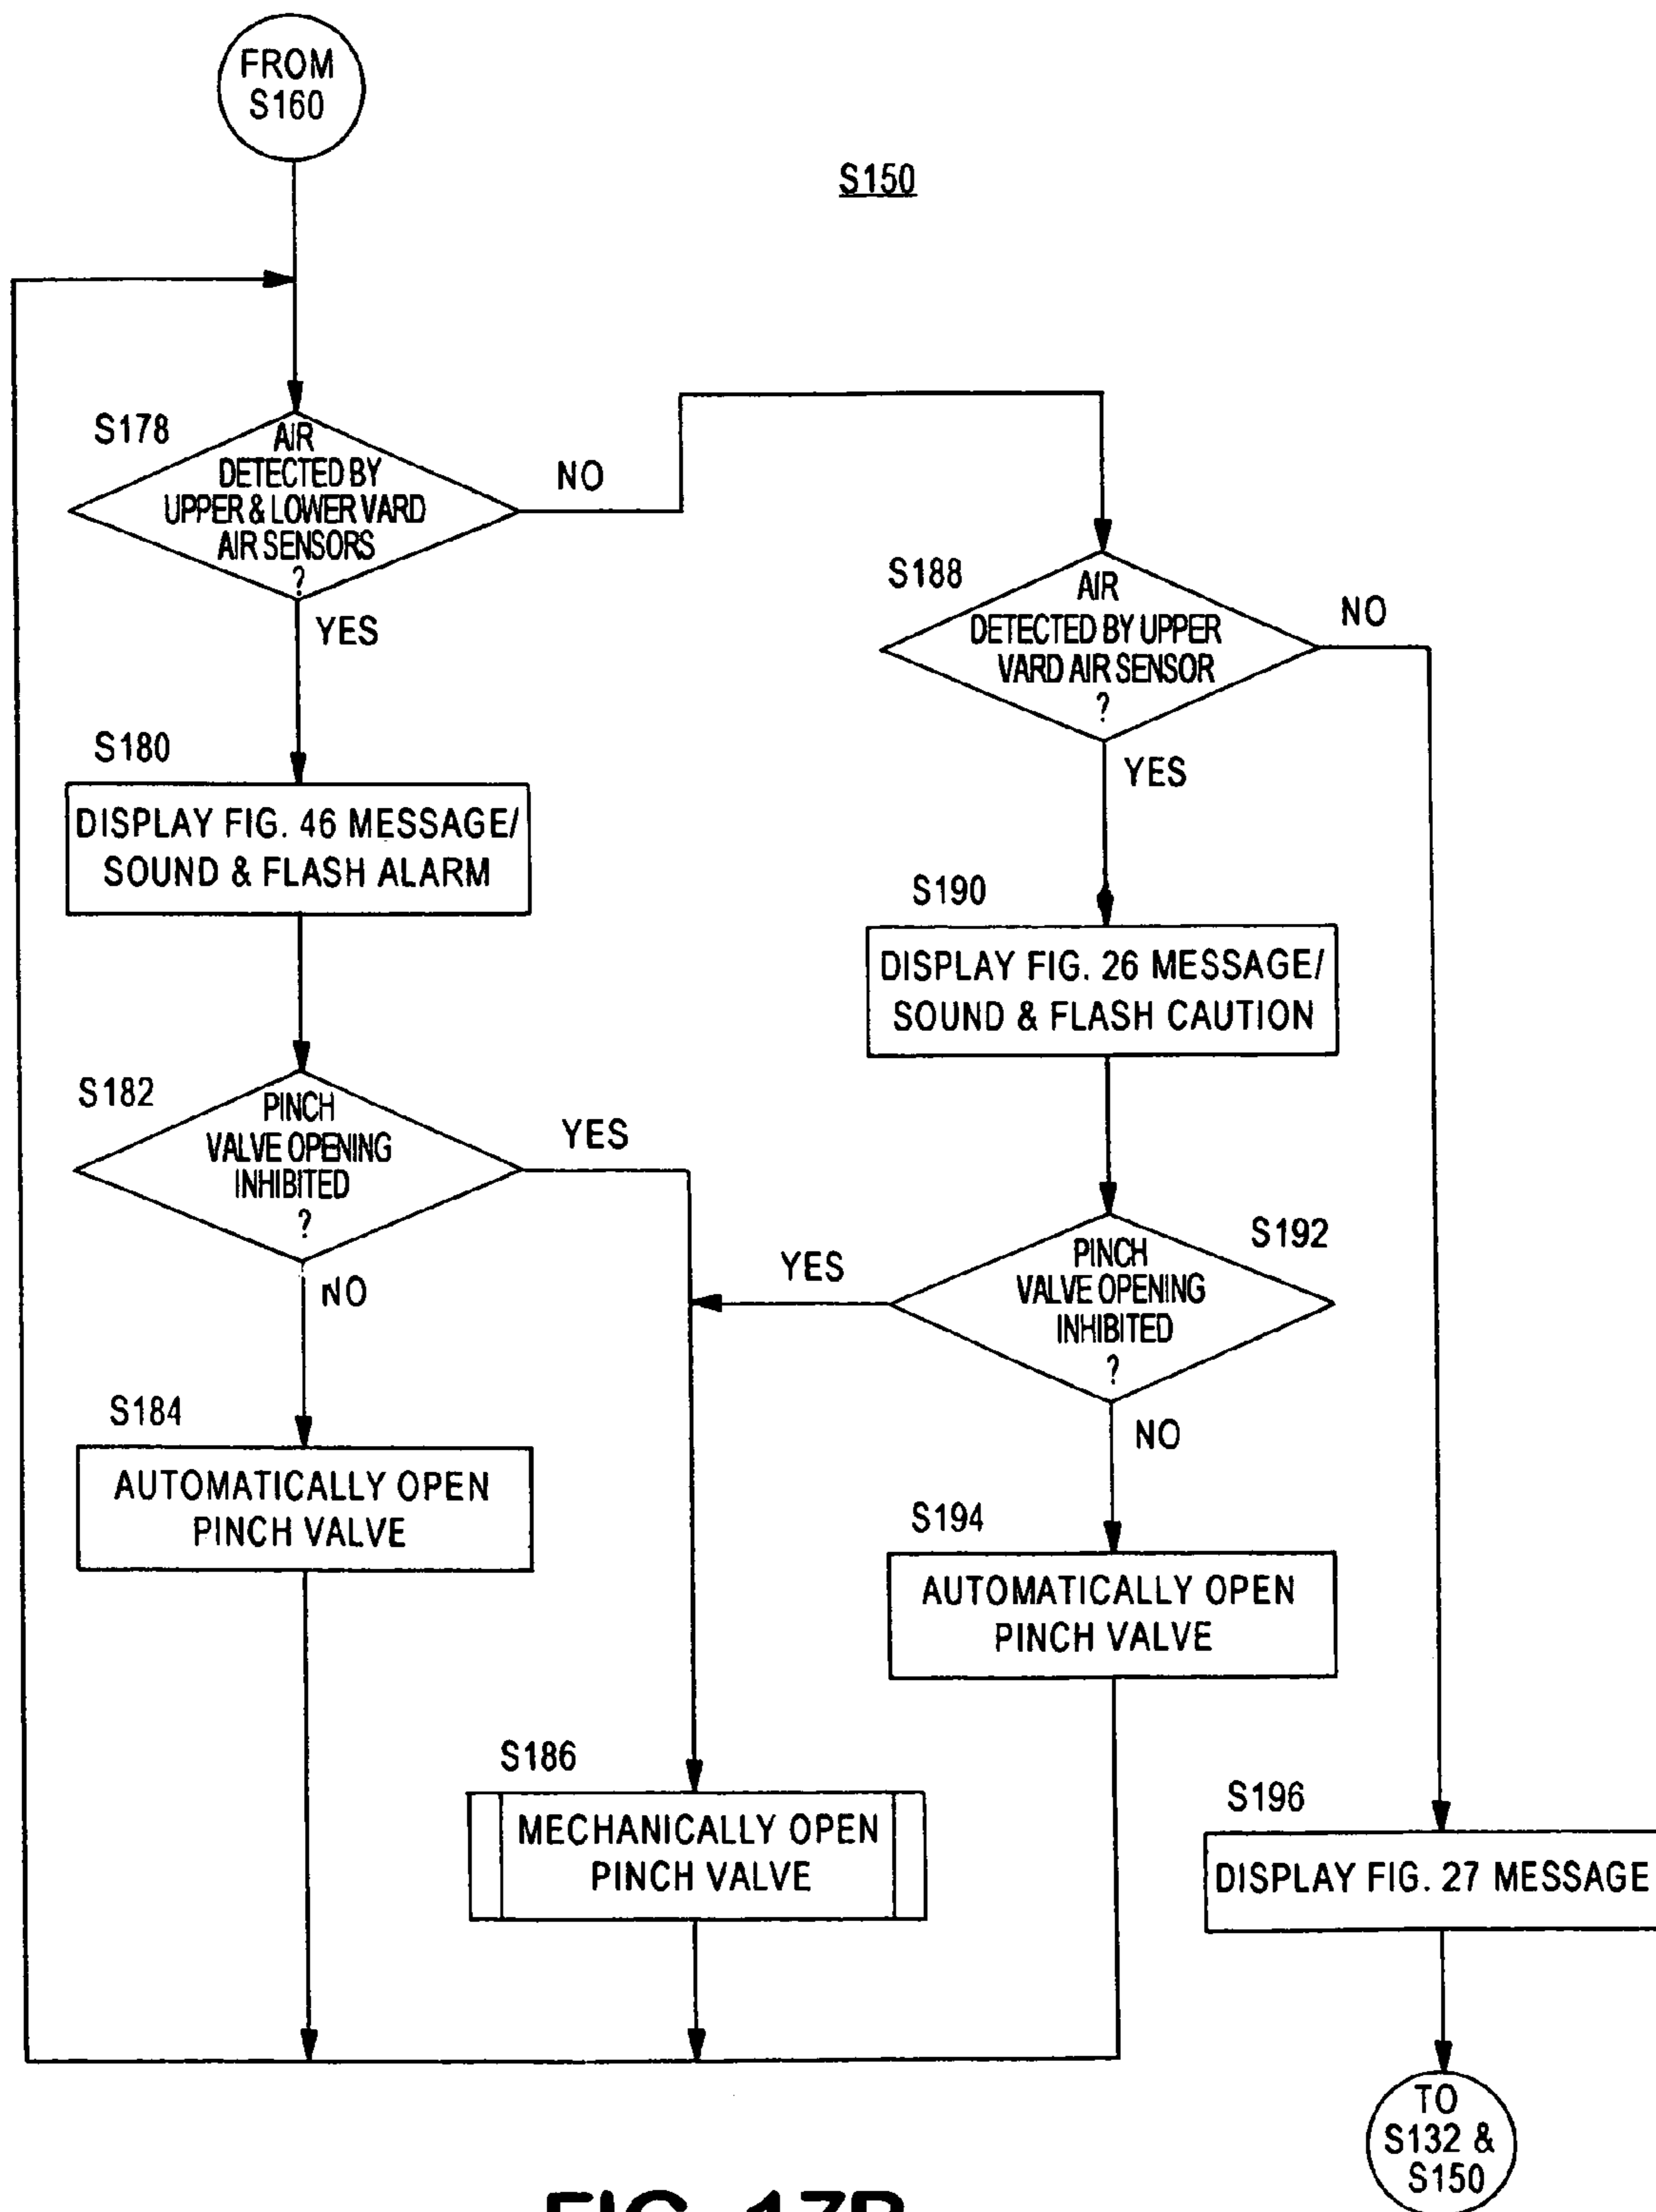 FROM
S160
S150
S178
AIR
DETECTED BY
UPPER & LOWER VARD
AIR SENSORS
?
NO
YES
S188
AIR
DETECTED BY UPPER
VARD AIR SENSOR
?
NO
YES
S180
DISPLAY FIG. 46 MESSAGE/
SOUND & FLASH ALARM
S190
DISPLAY FIG. 26 MESSAGE/
SOUND & FLASH CAUTION
S182
PINCH
VALVE OPENING
INHIBITED
?
YES
NO
S192
PINCH
VALVE OPENING
INHIBITED
?
YES
NO
S184
AUTOMATICALLY OPEN
PINCH VALVE
S194
AUTOMATICALLY OPEN
PINCH VALVE
S186
MECHANICALLY OPEN
PINCH VALVE
S196
DISPLAY FIG. 27 MESSAGE
TO
S132 &
S150
FIG. 17B